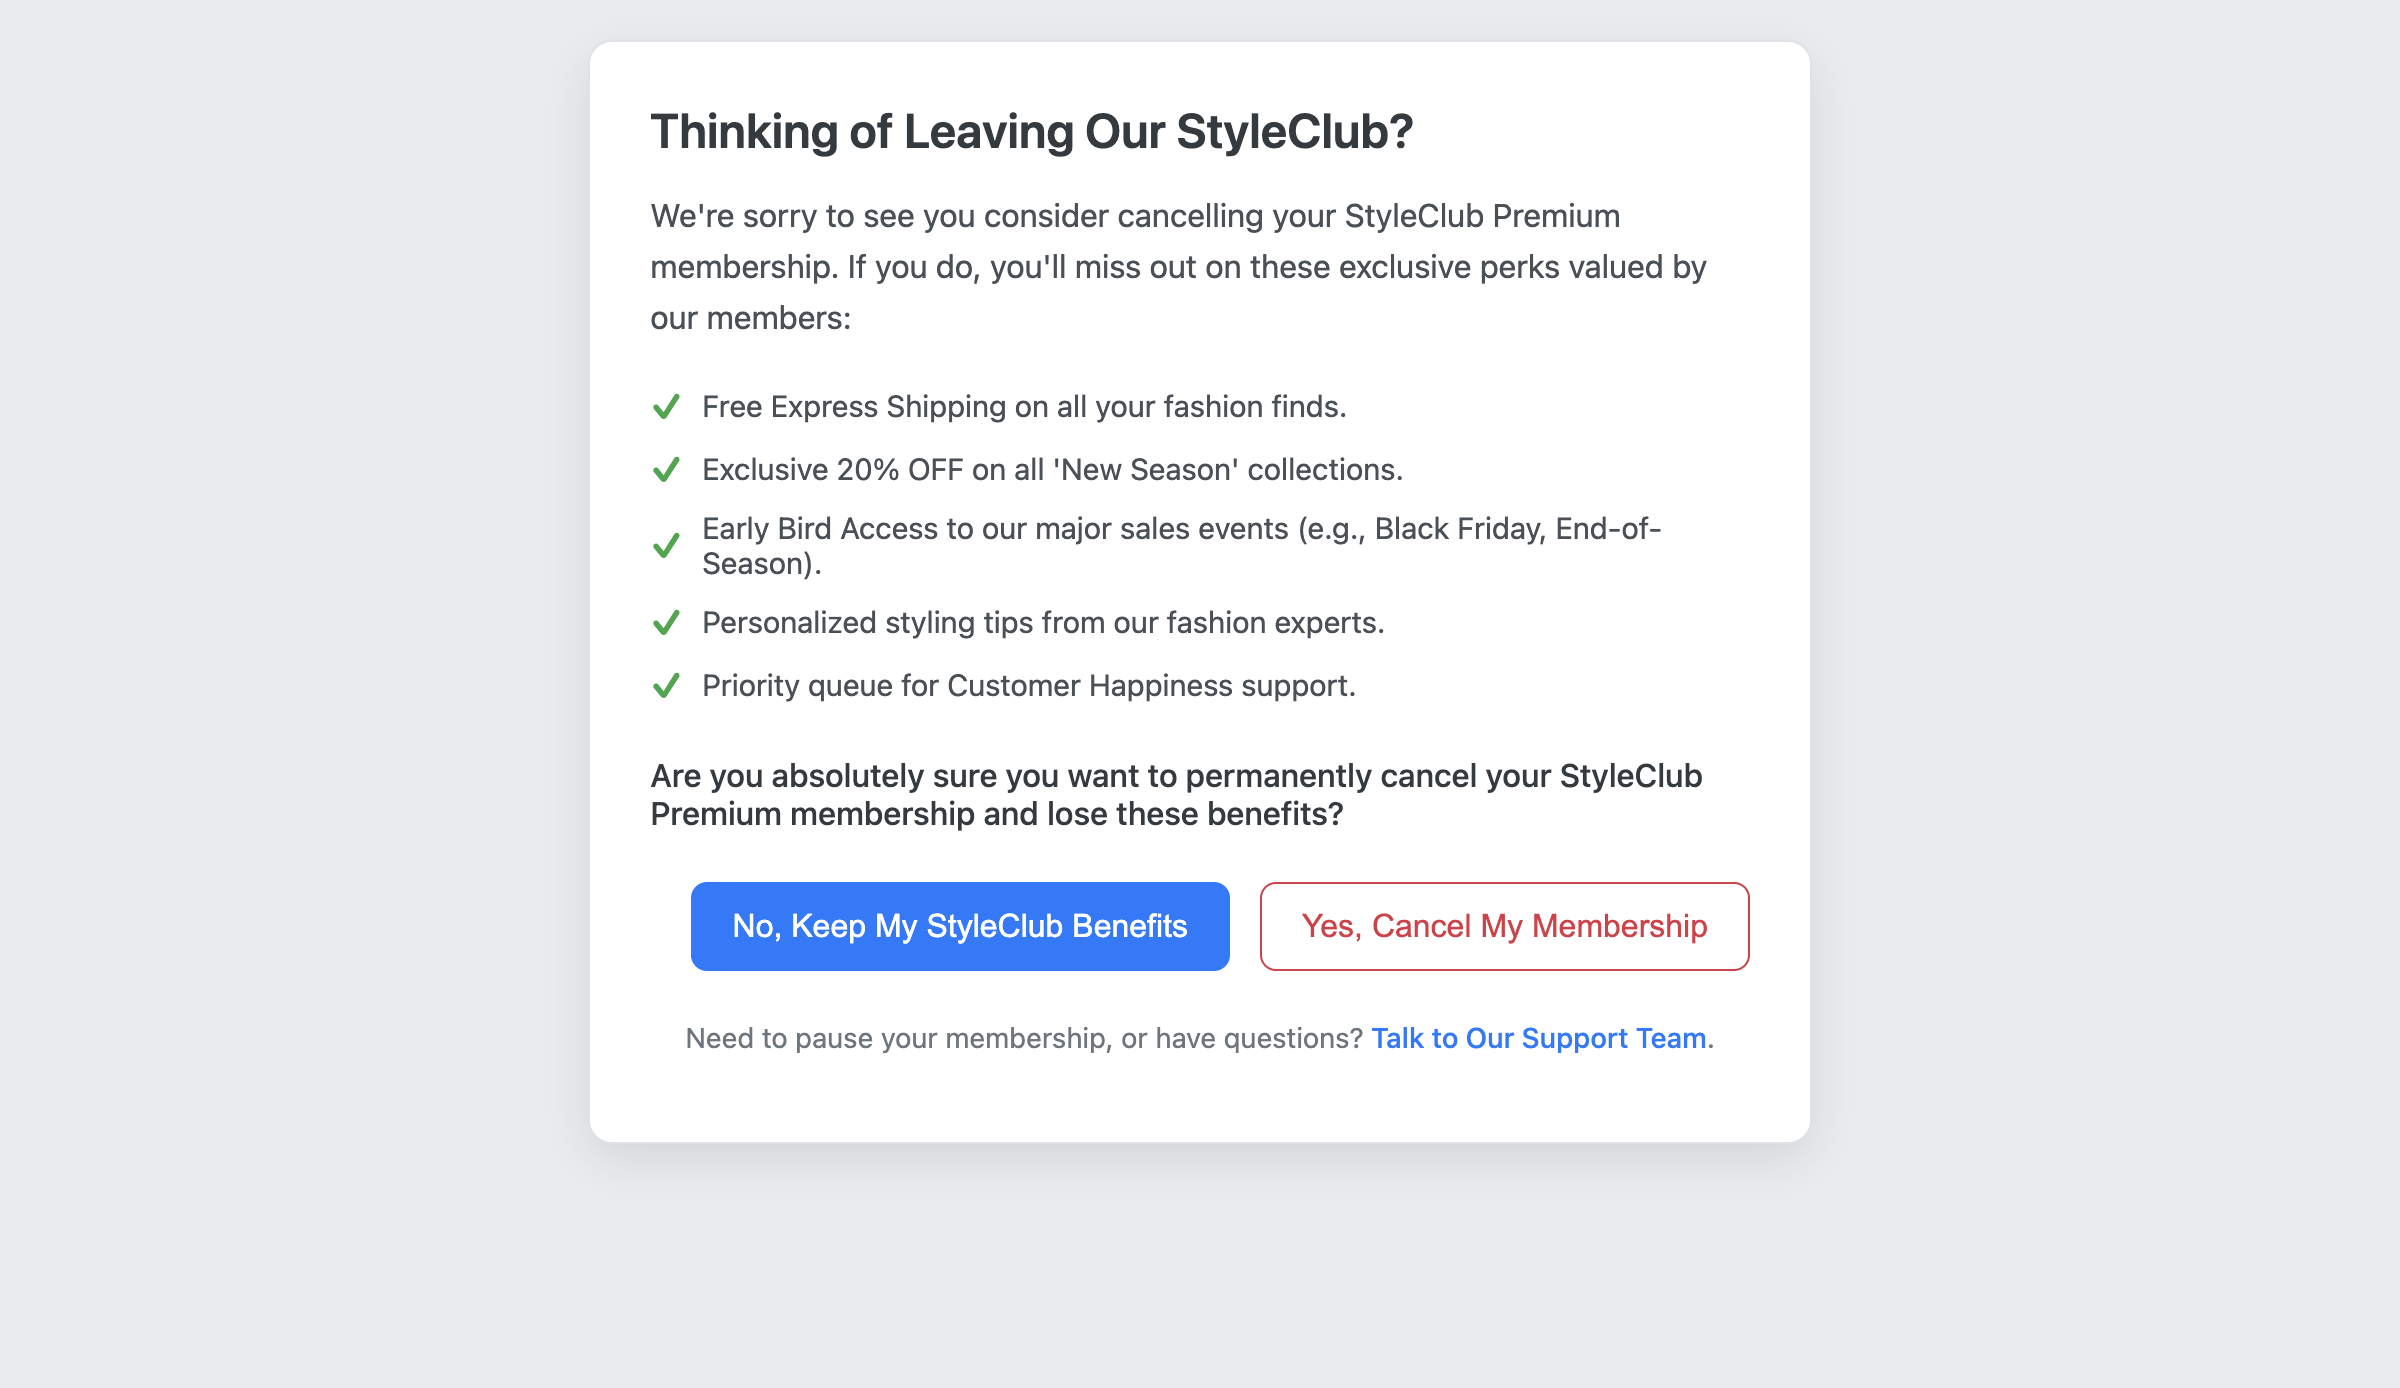 Thinking of Leaving Our StyleClub?
We're sorry to see you consider cancelling your StyleClub Premium
membership. If you do, you'll miss out on these exclusive perks valued by
our members:
Free Express Shipping on all your fashion finds.
Exclusive 20% OFF on all 'New Season' collections.
Early Bird Access to our major sales events (e.g., Black Friday, End-of-
Season).
Personalized styling tips from our fashion experts.
Priority queue for Customer Happiness support.
Are you absolutely sure you want to permanently cancel your StyleClub
Premium membership and lose these benefits?
No, Keep My StyleClub Benefits
Yes, Cancel My Membership
Need to pause your membership, or have questions? Talk to Our Support Team.